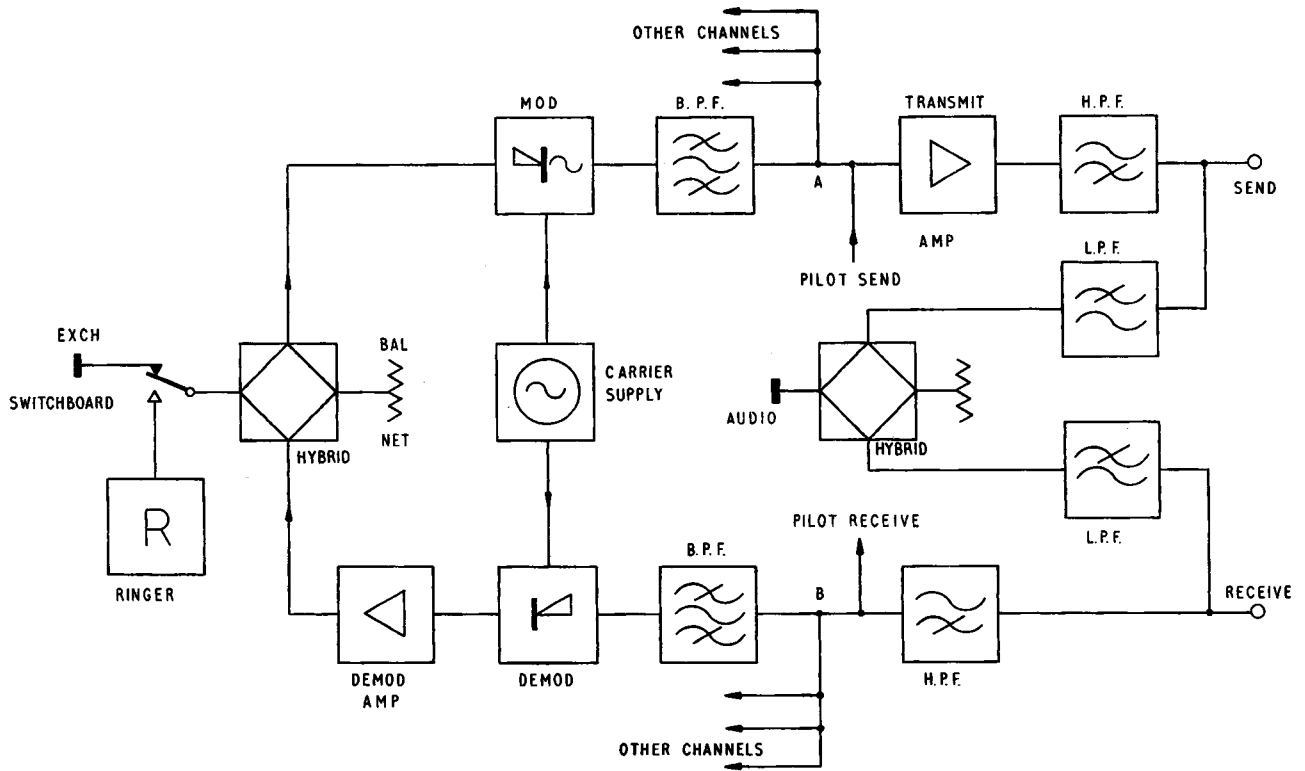 OTHER CHANNELS
MOD
B.P.F.
TRANSMIT
H.P.F.
A
SEND
AMP
PILOT SEND
L.P.F.
EXCH
BAL
CARRIER
SUPPLY
SWITCHBOARD
AUDIO
NET
HYBRID
HYBRID
R
PILOT RECEIVE
L.P.F.
B.P.F.
RINGER
B
RECEIVE
DEMOD
AMP
DEMOD
H.P.F.
OTHER CHANNELS